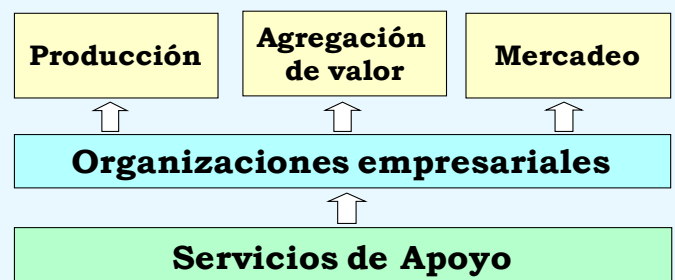 Producción
Agregación
de valor
Mercadeo
Organizaciones empresariales
Servicios de Apoyo